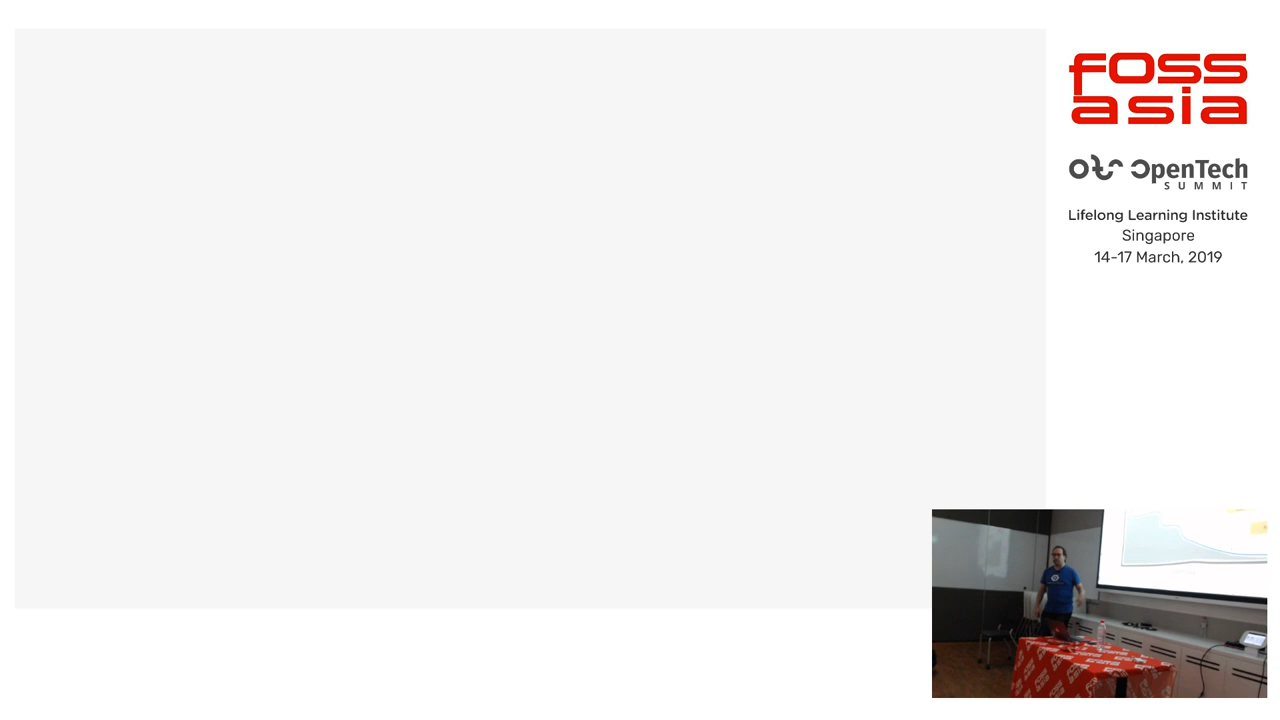 foss
asia
OpenTech
SUMMIT
Lifelong Learning Institute
Singapore
14-17 March, 2019